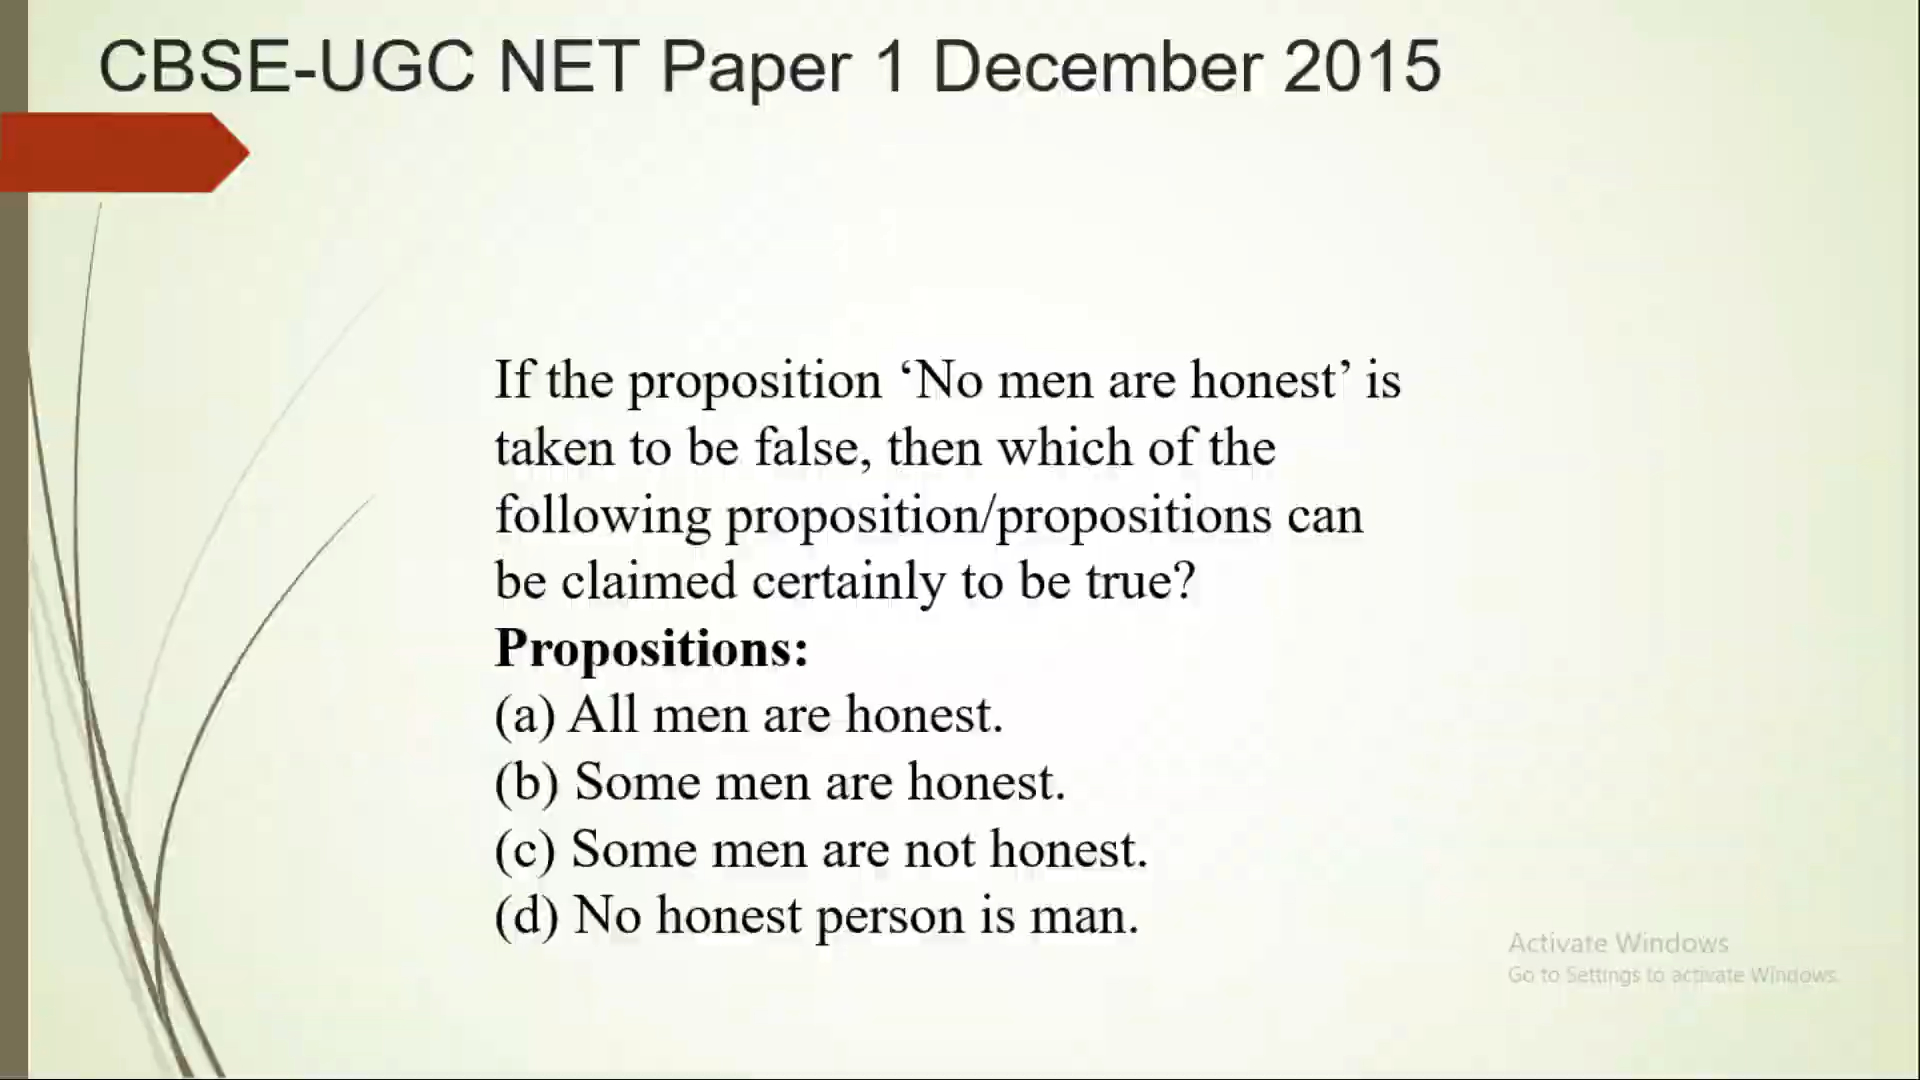 CBSE-UGC NET Paper 1 December 2015
If the proposition ‘No men are honest’ is
taken to be false, then which of the
following proposition/propositions can
be claimed certainly to be true?
Propositions:
(a) All men are honest.
(b) Some men are honest.
(c) Some men are not honest.
(d) No honest person is man.
Activate Windows
Go to Settings to activate Windows.